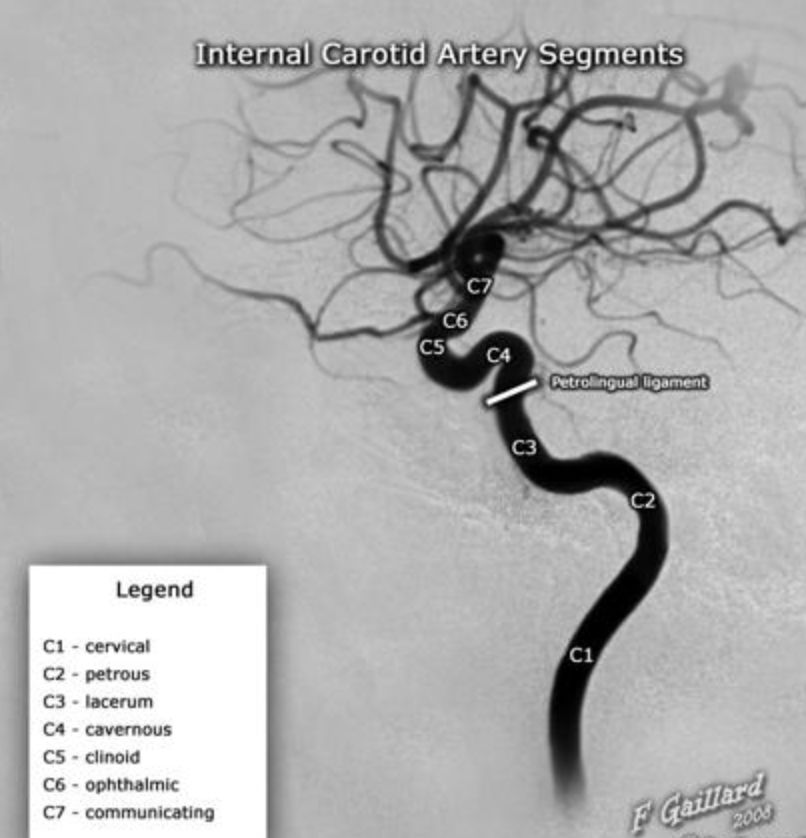 Internal Carotid Artery Segments
C7
C6
C5
C4
Petrolingual ligament
C3
C2
C1
Legend
C1 - cervical
C2 - petrous
C3 - lacerum
C4 - cavernous
C5 - clinoid
C6 - ophthalmic
C7 - communicating
F Gaillard
2008